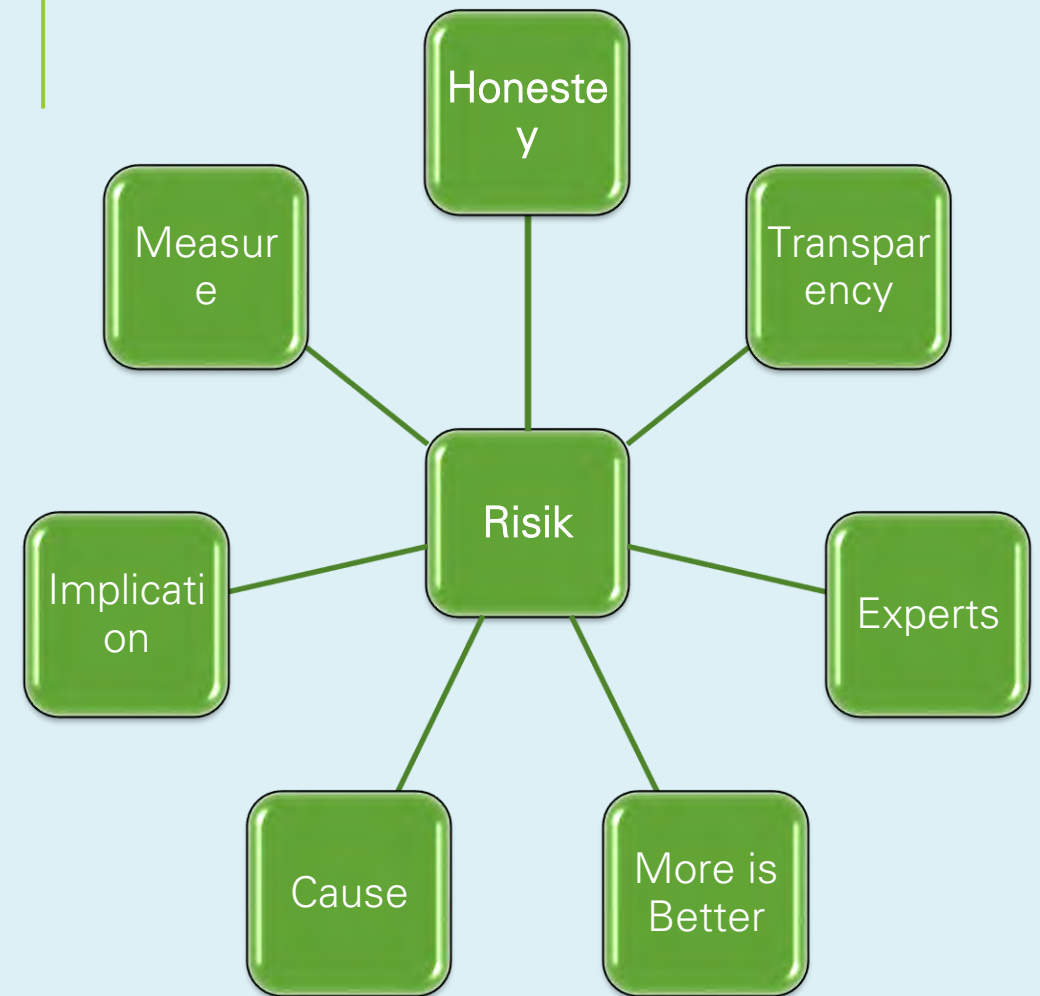 Honeste
y
Measur
e
Transpar
ency
Risik
Implicati
on
Experts
Cause
More is
Better